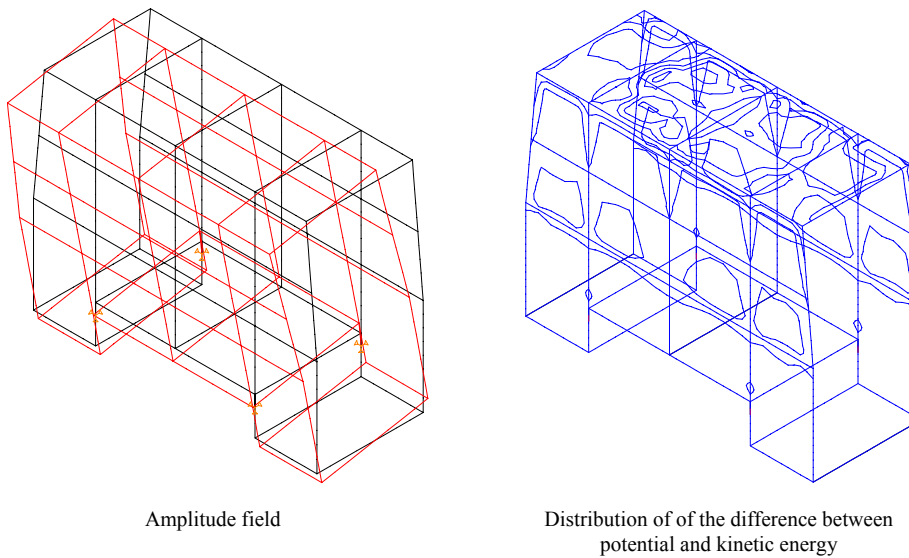 Amplitude field
Distribution of of the difference between
potential and kinetic energy